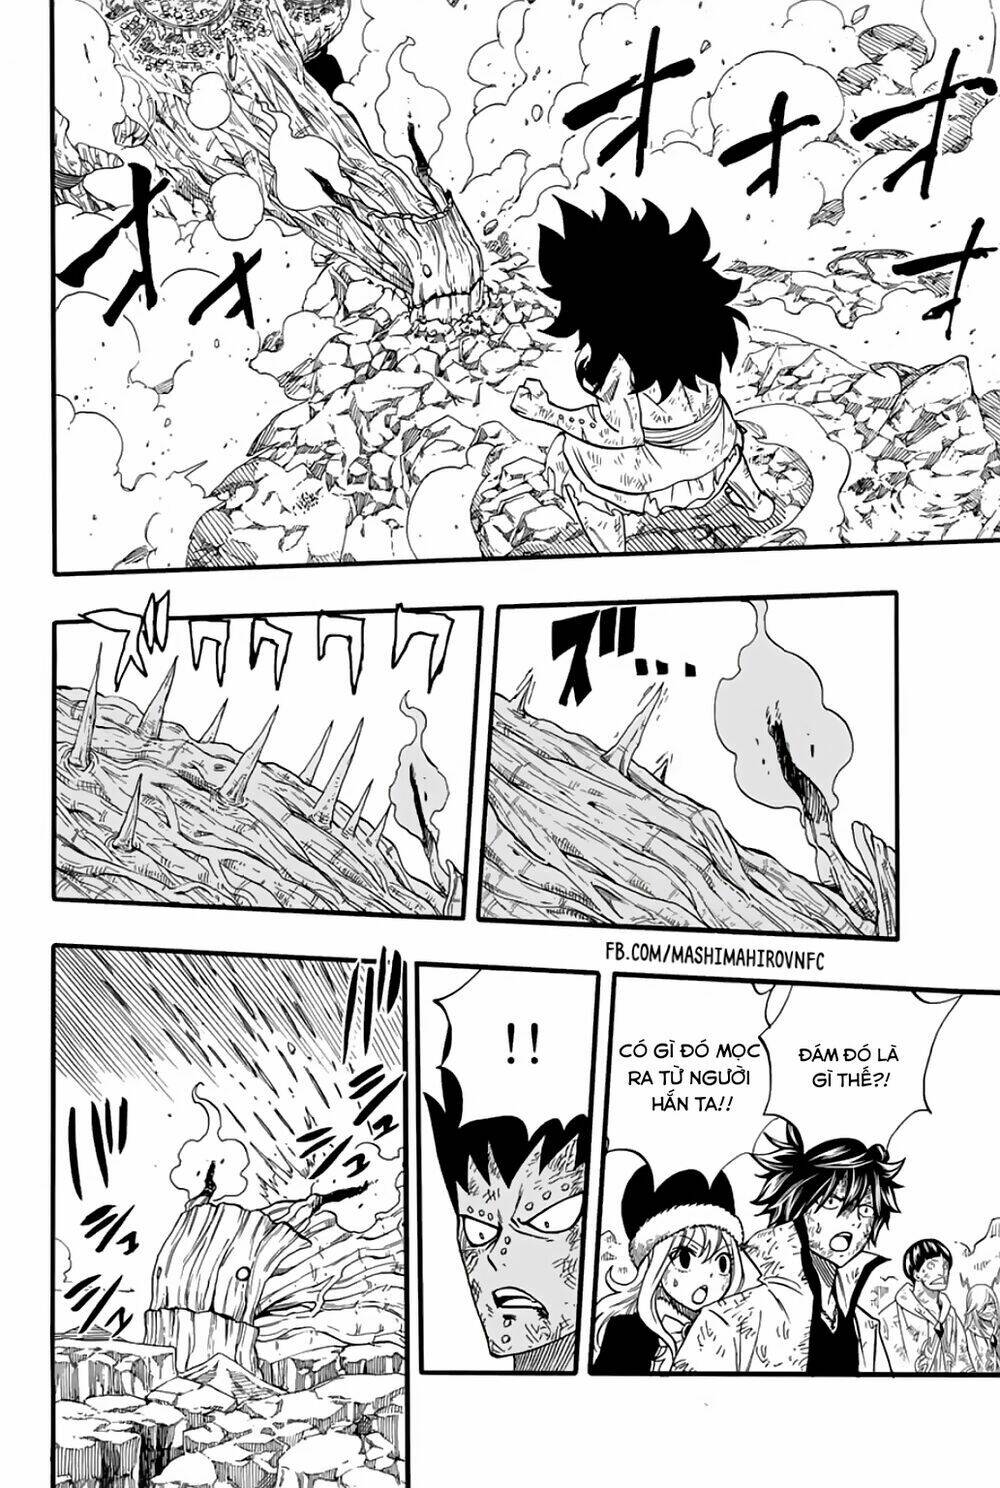 オオオオオオ
ズ...
ズククククク
FB.COM/MASHIMAHIROVNFC
ĐÁM ĐÓ LÀ
GÌ THẾ?!
CÓ GÌ ĐÓ MỌC
RA TỪ NGƯỜI
HẮN TA!!
!!